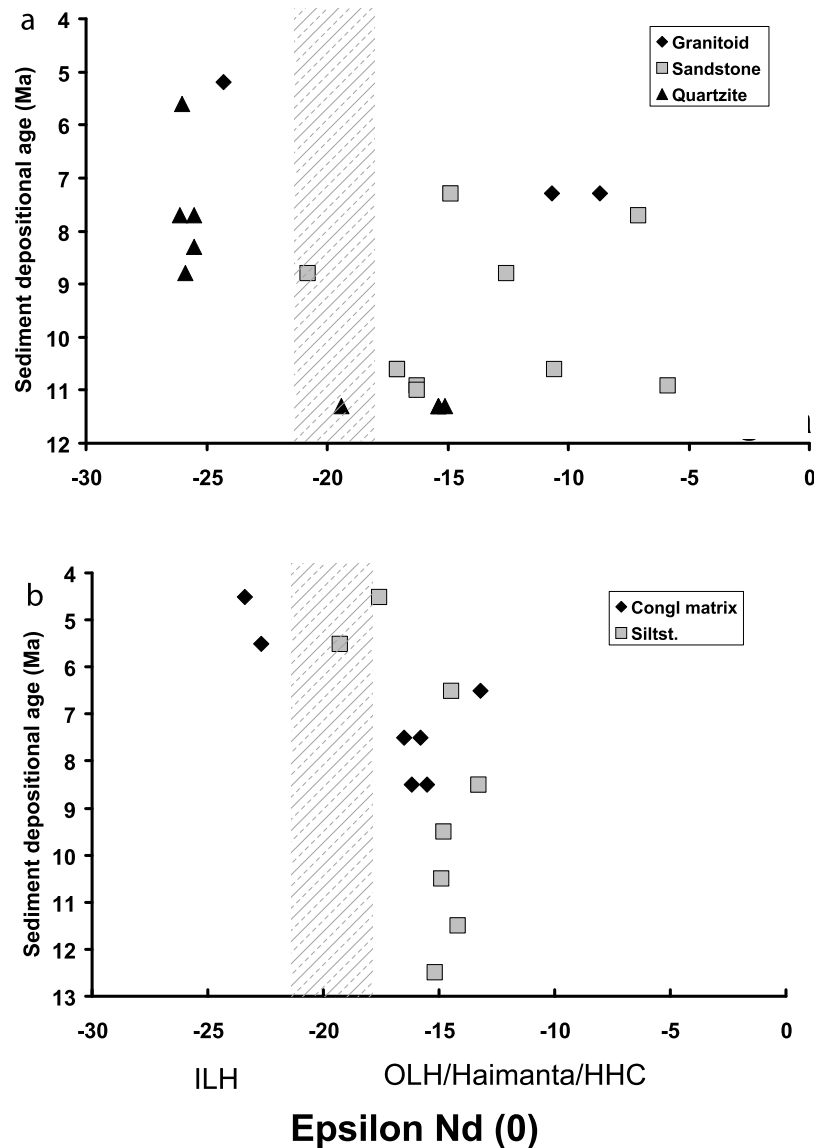 a
Sediment depositional age (Ma)
4
5
6
7
8
9
10
11
12
-30
-25
-20
-15
-10
-5
0
Granitoid
Sandstone
Quartzite
b
Sediment depositional age (Ma)
4
5
6
7
8
9
10
11
12
13
-30
-25
-20
-15
-10
-5
0
Congl matrix
Siltst.
ILH
OLH/Haimanta/HHC
Epsilon Nd (0)